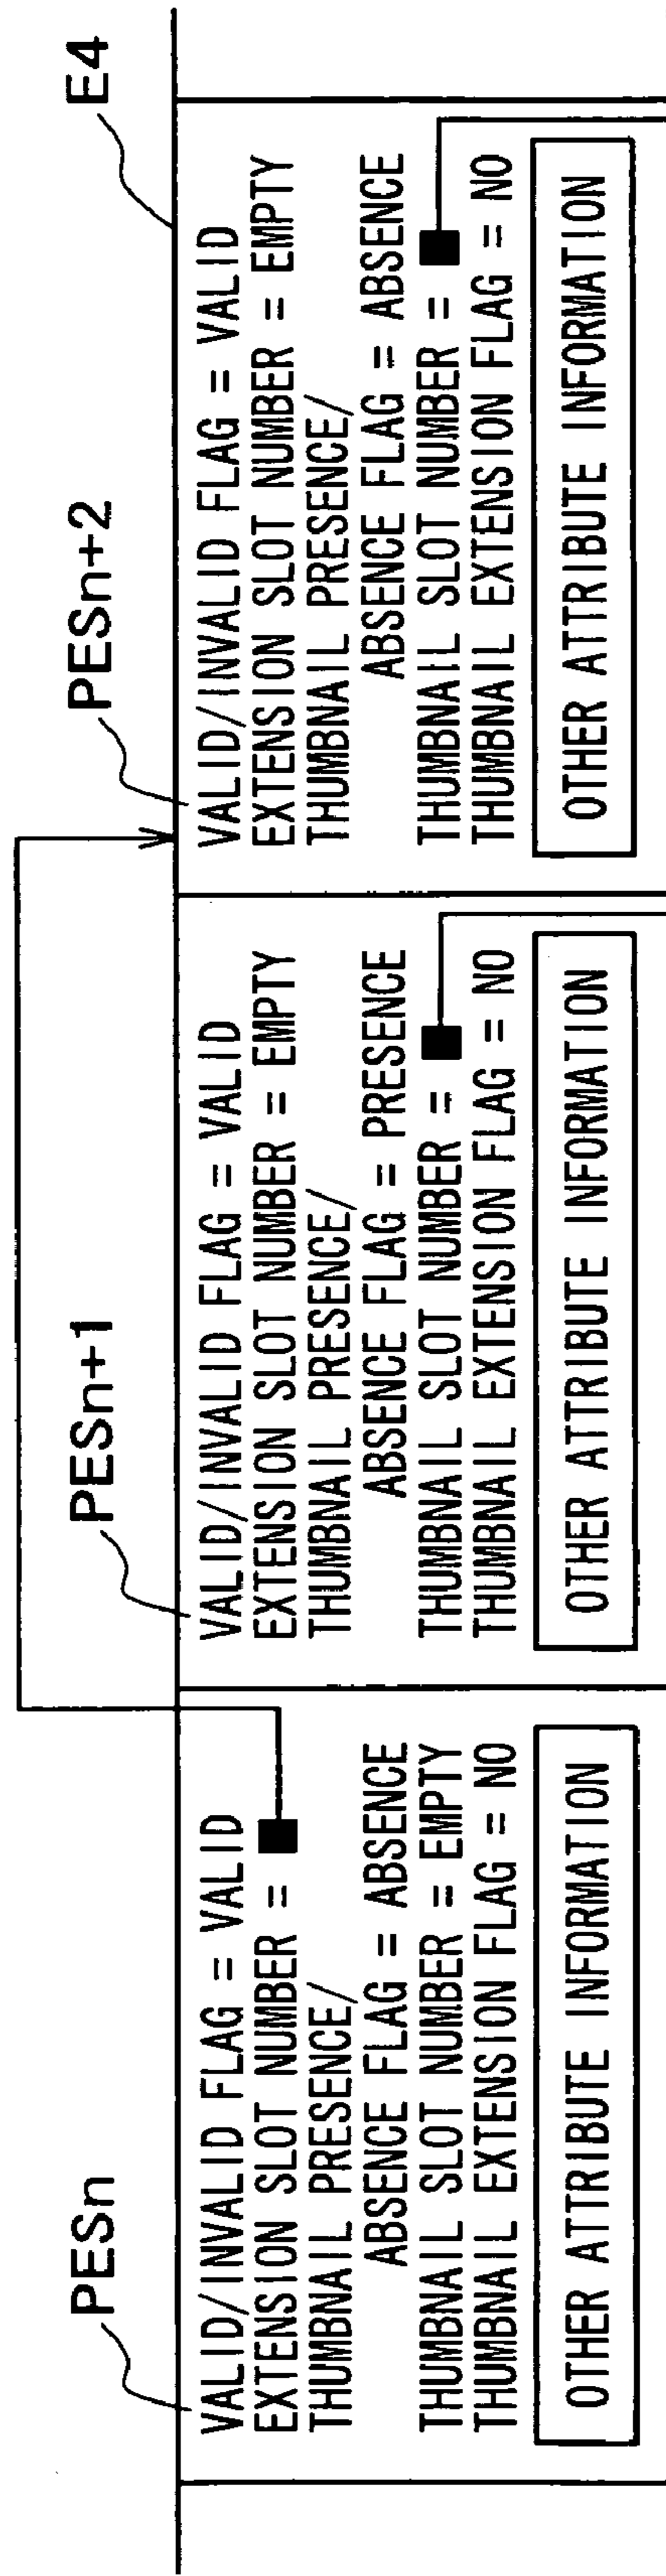 PESn
VALID/INVALID FLAG = VALID
EXTENSION SLOT NUMBER = ■
THUMBNAIL PRESENCE/
ABSENCE FLAG = ABSENCE
THUMBNAIL SLOT NUMBER = EMPTY
THUMBNAIL EXTENSION FLAG = NO
OTHER ATTRIBUTE INFORMATION
PESn+1
VALID/INVALID FLAG = VALID
EXTENSION SLOT NUMBER = EMPTY
THUMBNAIL PRESENCE/
ABSENCE FLAG = PRESENCE
THUMBNAIL SLOT NUMBER = ■
THUMBNAIL EXTENSION FLAG = NO
OTHER ATTRIBUTE INFORMATION
PESn+2
E4
VALID/INVALID FLAG = VALID
EXTENSION SLOT NUMBER = EMPTY
THUMBNAIL PRESENCE/
ABSENCE FLAG = ABSENCE
THUMBNAIL SLOT NUMBER = ■
THUMBNAIL EXTENSION FLAG = NO
OTHER ATTRIBUTE INFORMATION